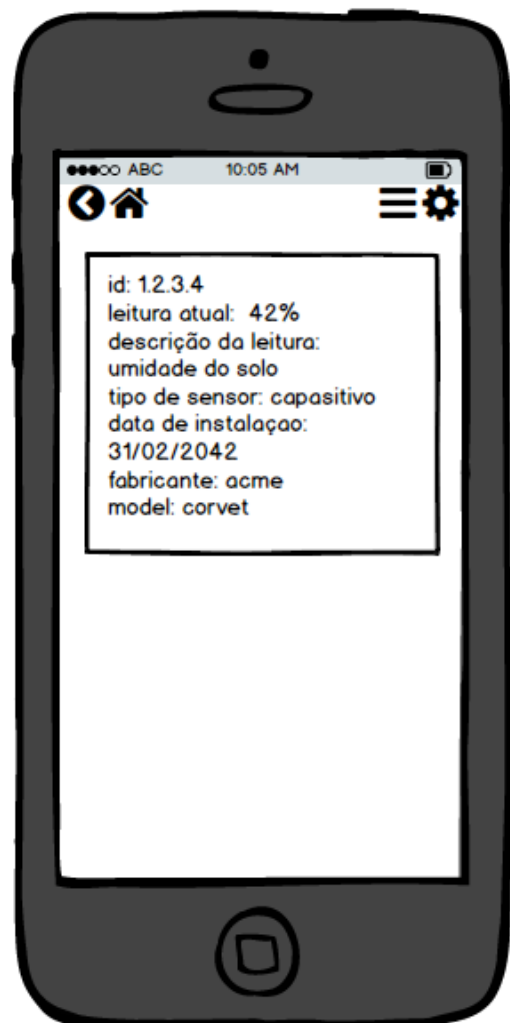 ABC 10:05 AM
id: 1.2.3.4
leitura atual:  42%
descrição da leitura:
umidade do solo
tipo de sensor: capasitivo
data de instalaçao:
31/02/2042
fabricante: acme
model: corvet